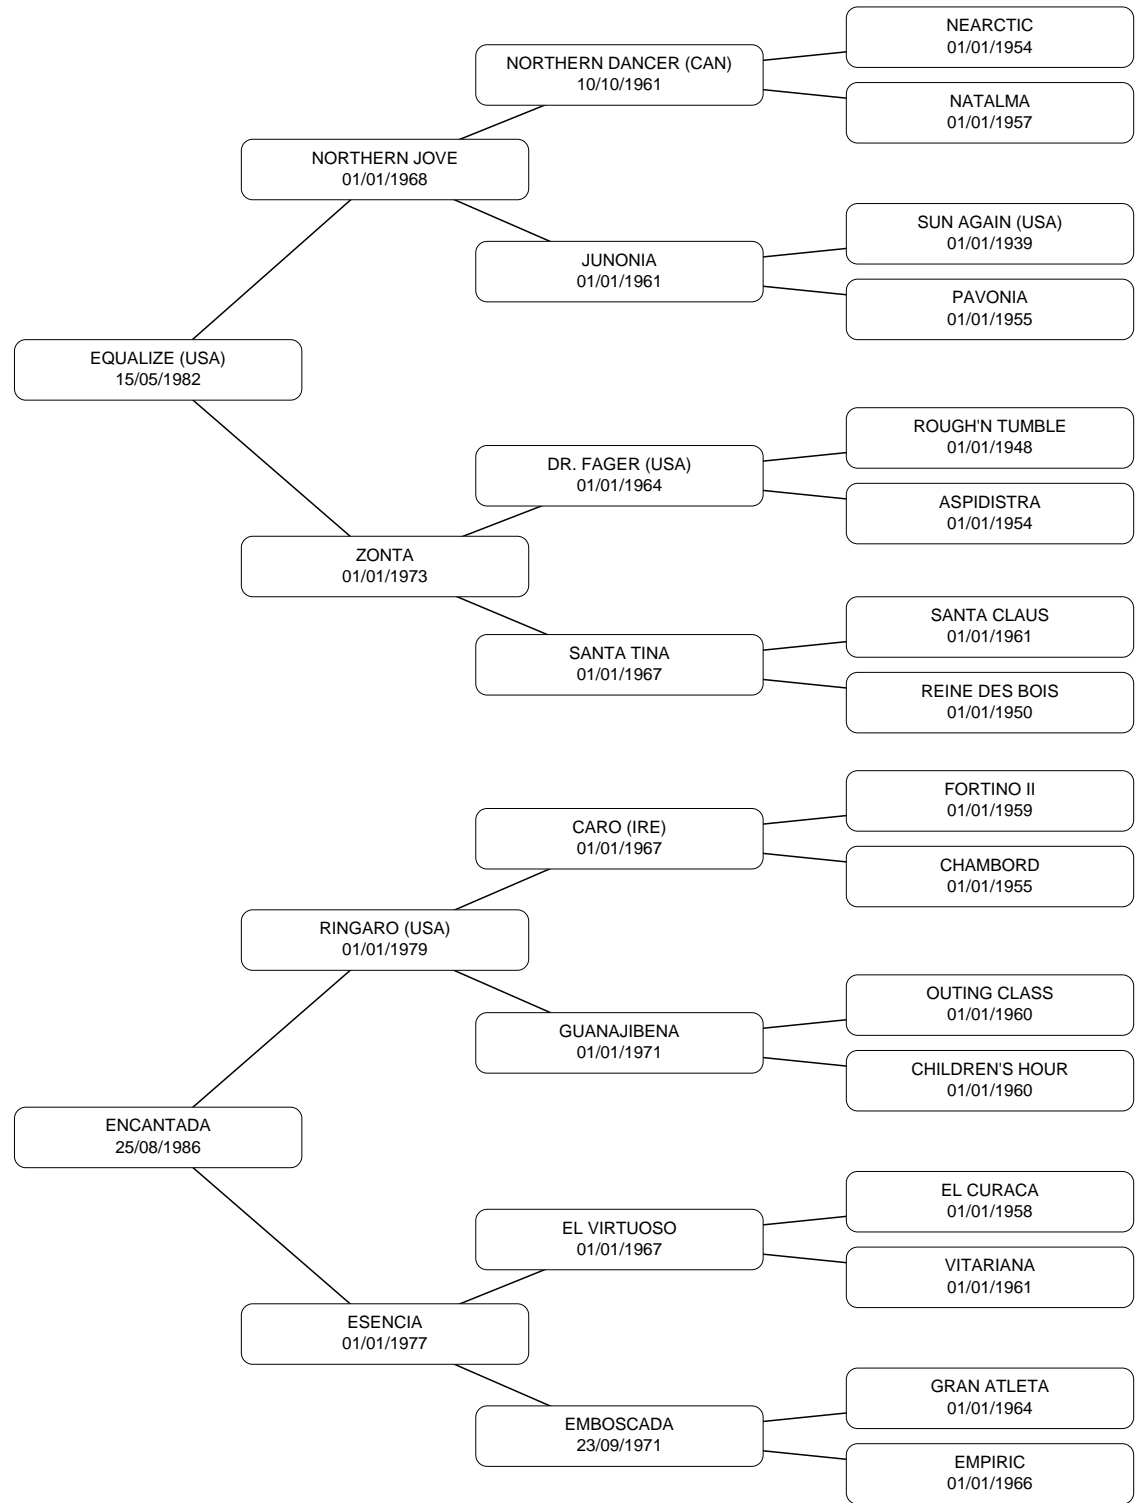 NEARCTIC
01/01/1954
NORTHERN DANCER (CAN)
10/10/1961
NATALMA
01/01/1957
NORTHERN JOVE
01/01/1968
SUN AGAIN (USA)
01/01/1939
JUNONIA
01/01/1961
PAVONIA
01/01/1955
EQUALIZE (USA)
15/05/1982
ROUGH'N TUMBLE
01/01/1948
DR. FAGER (USA)
01/01/1964
ASPIDISTRA
01/01/1954
ZONTA
01/01/1973
SANTA CLAUS
01/01/1961
SANTA TINA
01/01/1967
REINE DES BOIS
01/01/1950
FORTINO II
01/01/1959
CARO (IRE)
01/01/1967
CHAMBORD
01/01/1955
RINGARO (USA)
01/01/1979
OUTING CLASS
01/01/1960
GUANAJIBENA
01/01/1971
CHILDREN'S HOUR
01/01/1960
ENCANTADA
25/08/1986
EL CURACA
01/01/1958
EL VIRTUOSO
01/01/1967
VITARIANA
01/01/1961
ESENCIA
01/01/1977
GRAN ATLETA
01/01/1964
EMBOSCADA
23/09/1971
EMPIRIC
01/01/1966